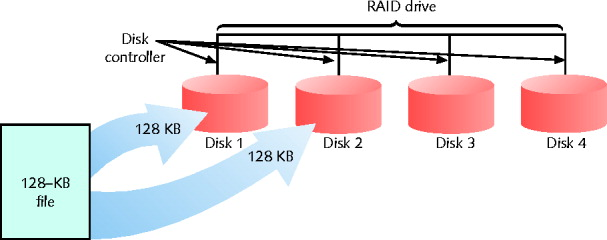 RAID drive
Disk
controller
128 KB
Disk 1
Disk 2
Disk 3
Disk 4
128 KB
128–KB
file